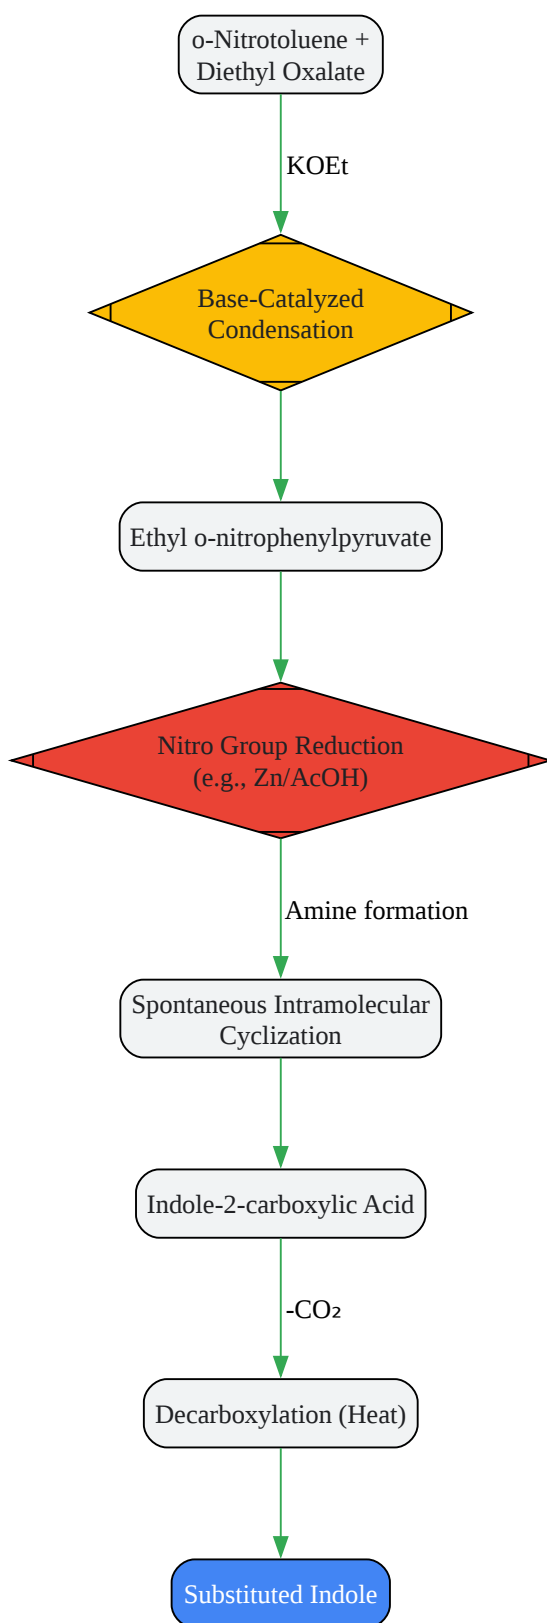 o-Nitrotoluene +
Diethyl Oxalate
KOEt
Base-Catalyzed
Condensation
Ethyl o-nitrophenylpyruvate
Nitro Group Reduction
(e.g., Zn/AcOH)
Amine formation
Spontaneous Intramolecular
Cyclization
Indole-2-carboxylic Acid
-CO₂
Decarboxylation (Heat)
Substituted Indole